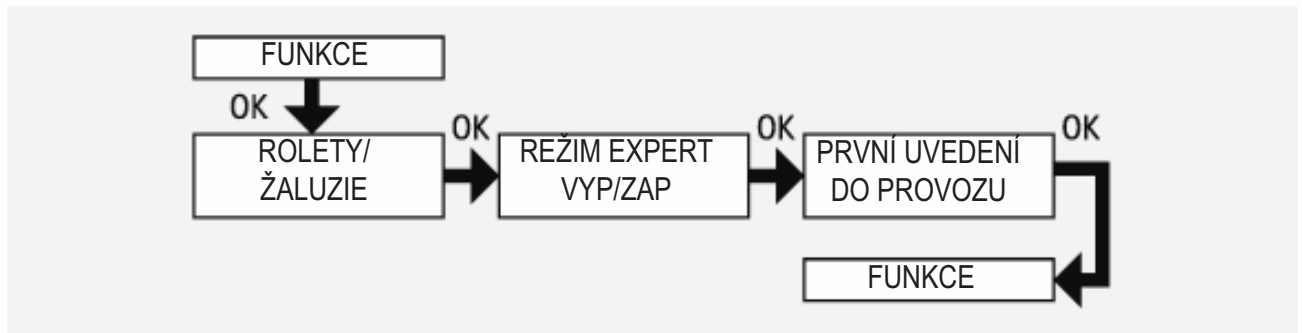 FUNKCE
OK
ROLETY/
ŽALUZIE
OK
REŽIM EXPERT
VYP/ZAP
OK
PRVNÍ UVEDENÍ
DO PROVOZU
OK
FUNKCE